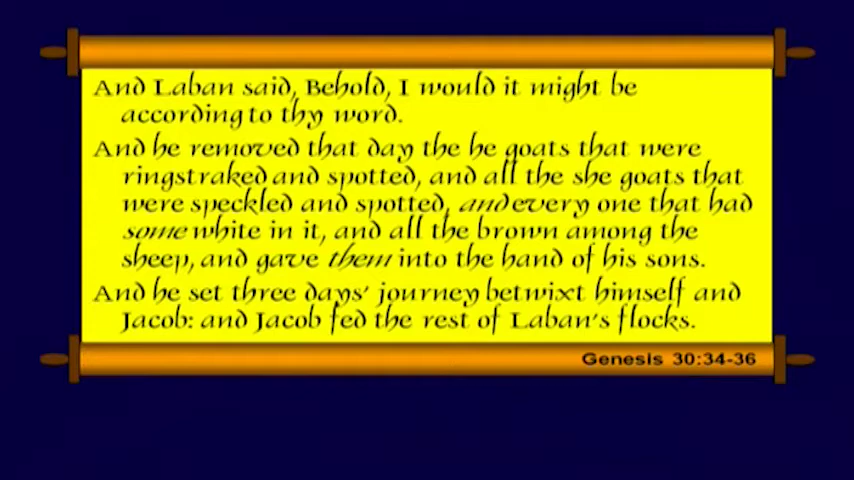 And Laban said, Behold, I would it might be
according to thy word.
And he removed that day the he goats that were
ringstraked and spotted, and all the she goats that
were speckled and spotted, and every one that had
some white in it, and all the brown among the
sheep, and gave them into the hand of his sons.
And he set three days' journey betwixt himself and
Jacob: and Jacob fed the rest of Laban's flocks.
Genesis 30:34-36